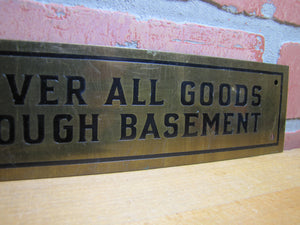 VER ALL GOODS
OUGH BASEMENT